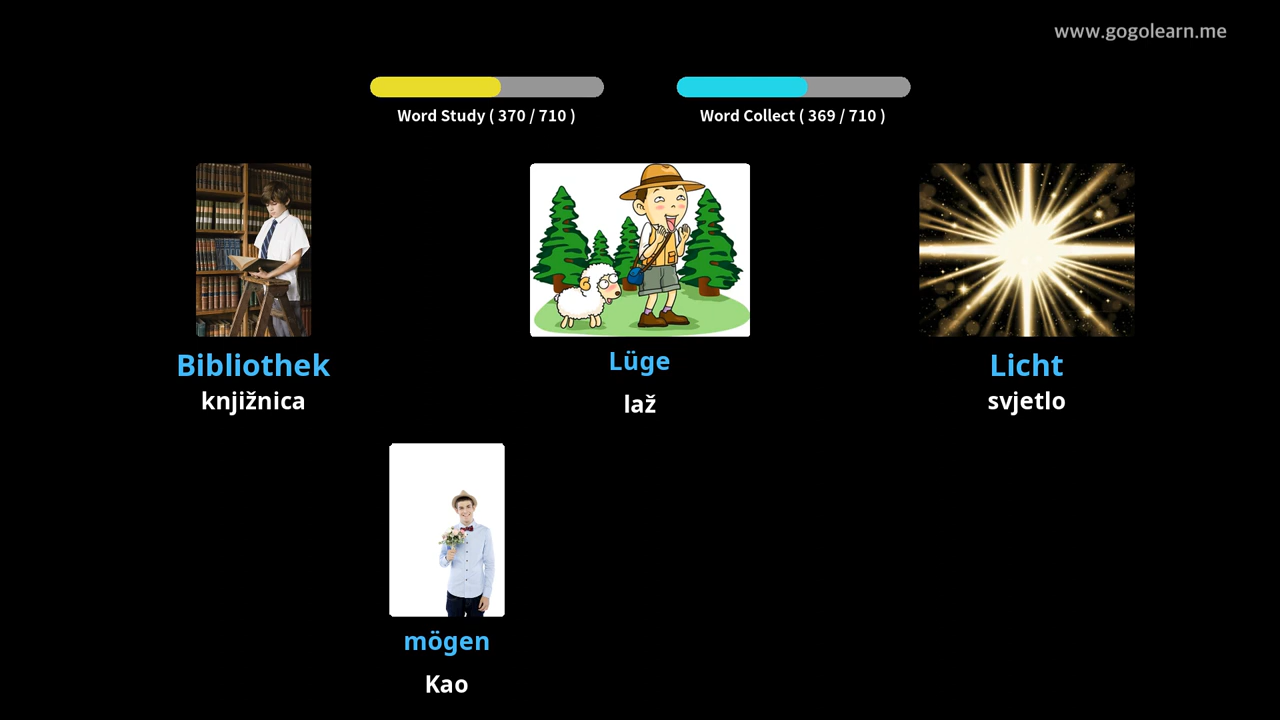 www.gogolearn.me
Word Study ( 370 / 710 )
Word Collect ( 369 / 710 )
Bibliothek
knjižnica
Lüge
laž
Licht
svjetlo
mögen
Kao